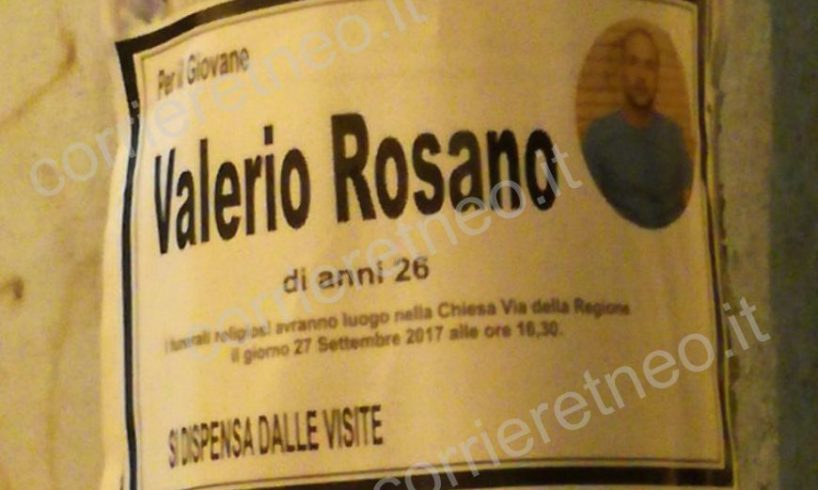 Per il Giovane
Valerio Rosano
di anni 26
I funerali religiosi avranno luogo nella Chiesa Via della Regione
il giorno 27 Settembre 2017 alle ore 16,30.
SI DISPENSA DALLE VISITE
corrieretneo.it
corrieretneo.it
corrieretneo.it
corrieretneo.it
corrieretneo.it